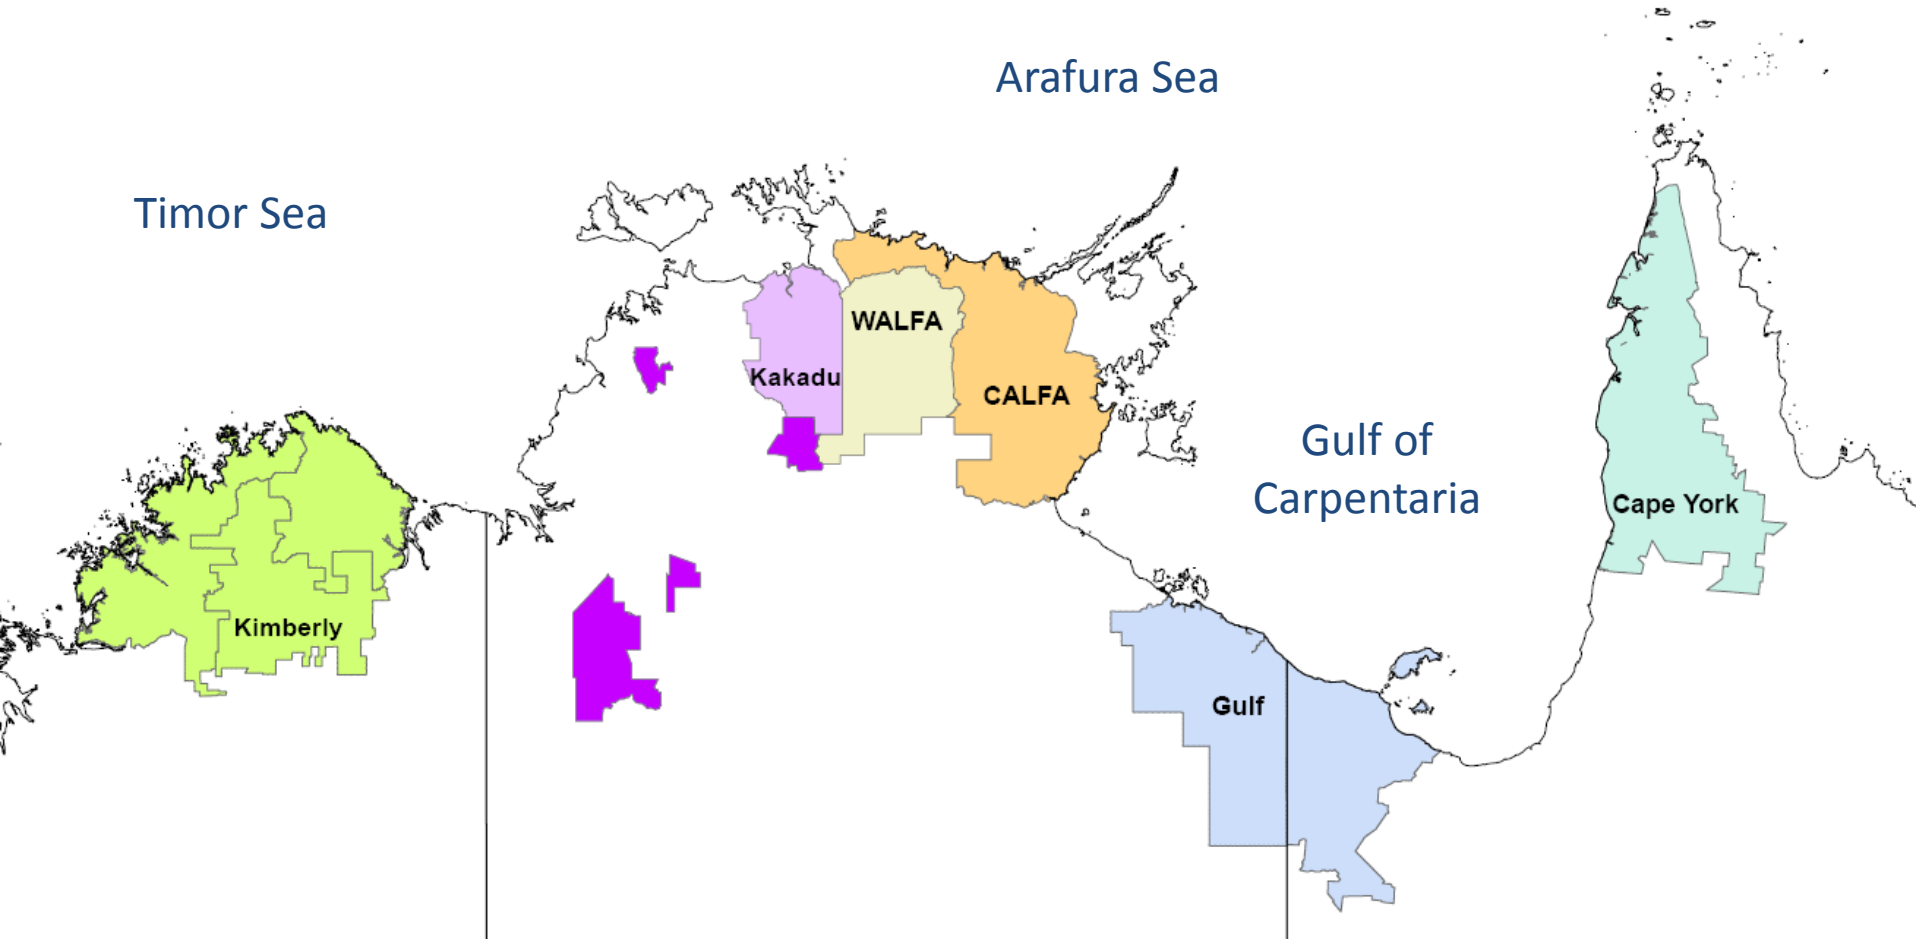 Arafura Sea
Timor Sea
WALFA
Kakadu
CALFA
Gulf of
Carpentaria
Cape York
Kimberly
Gulf